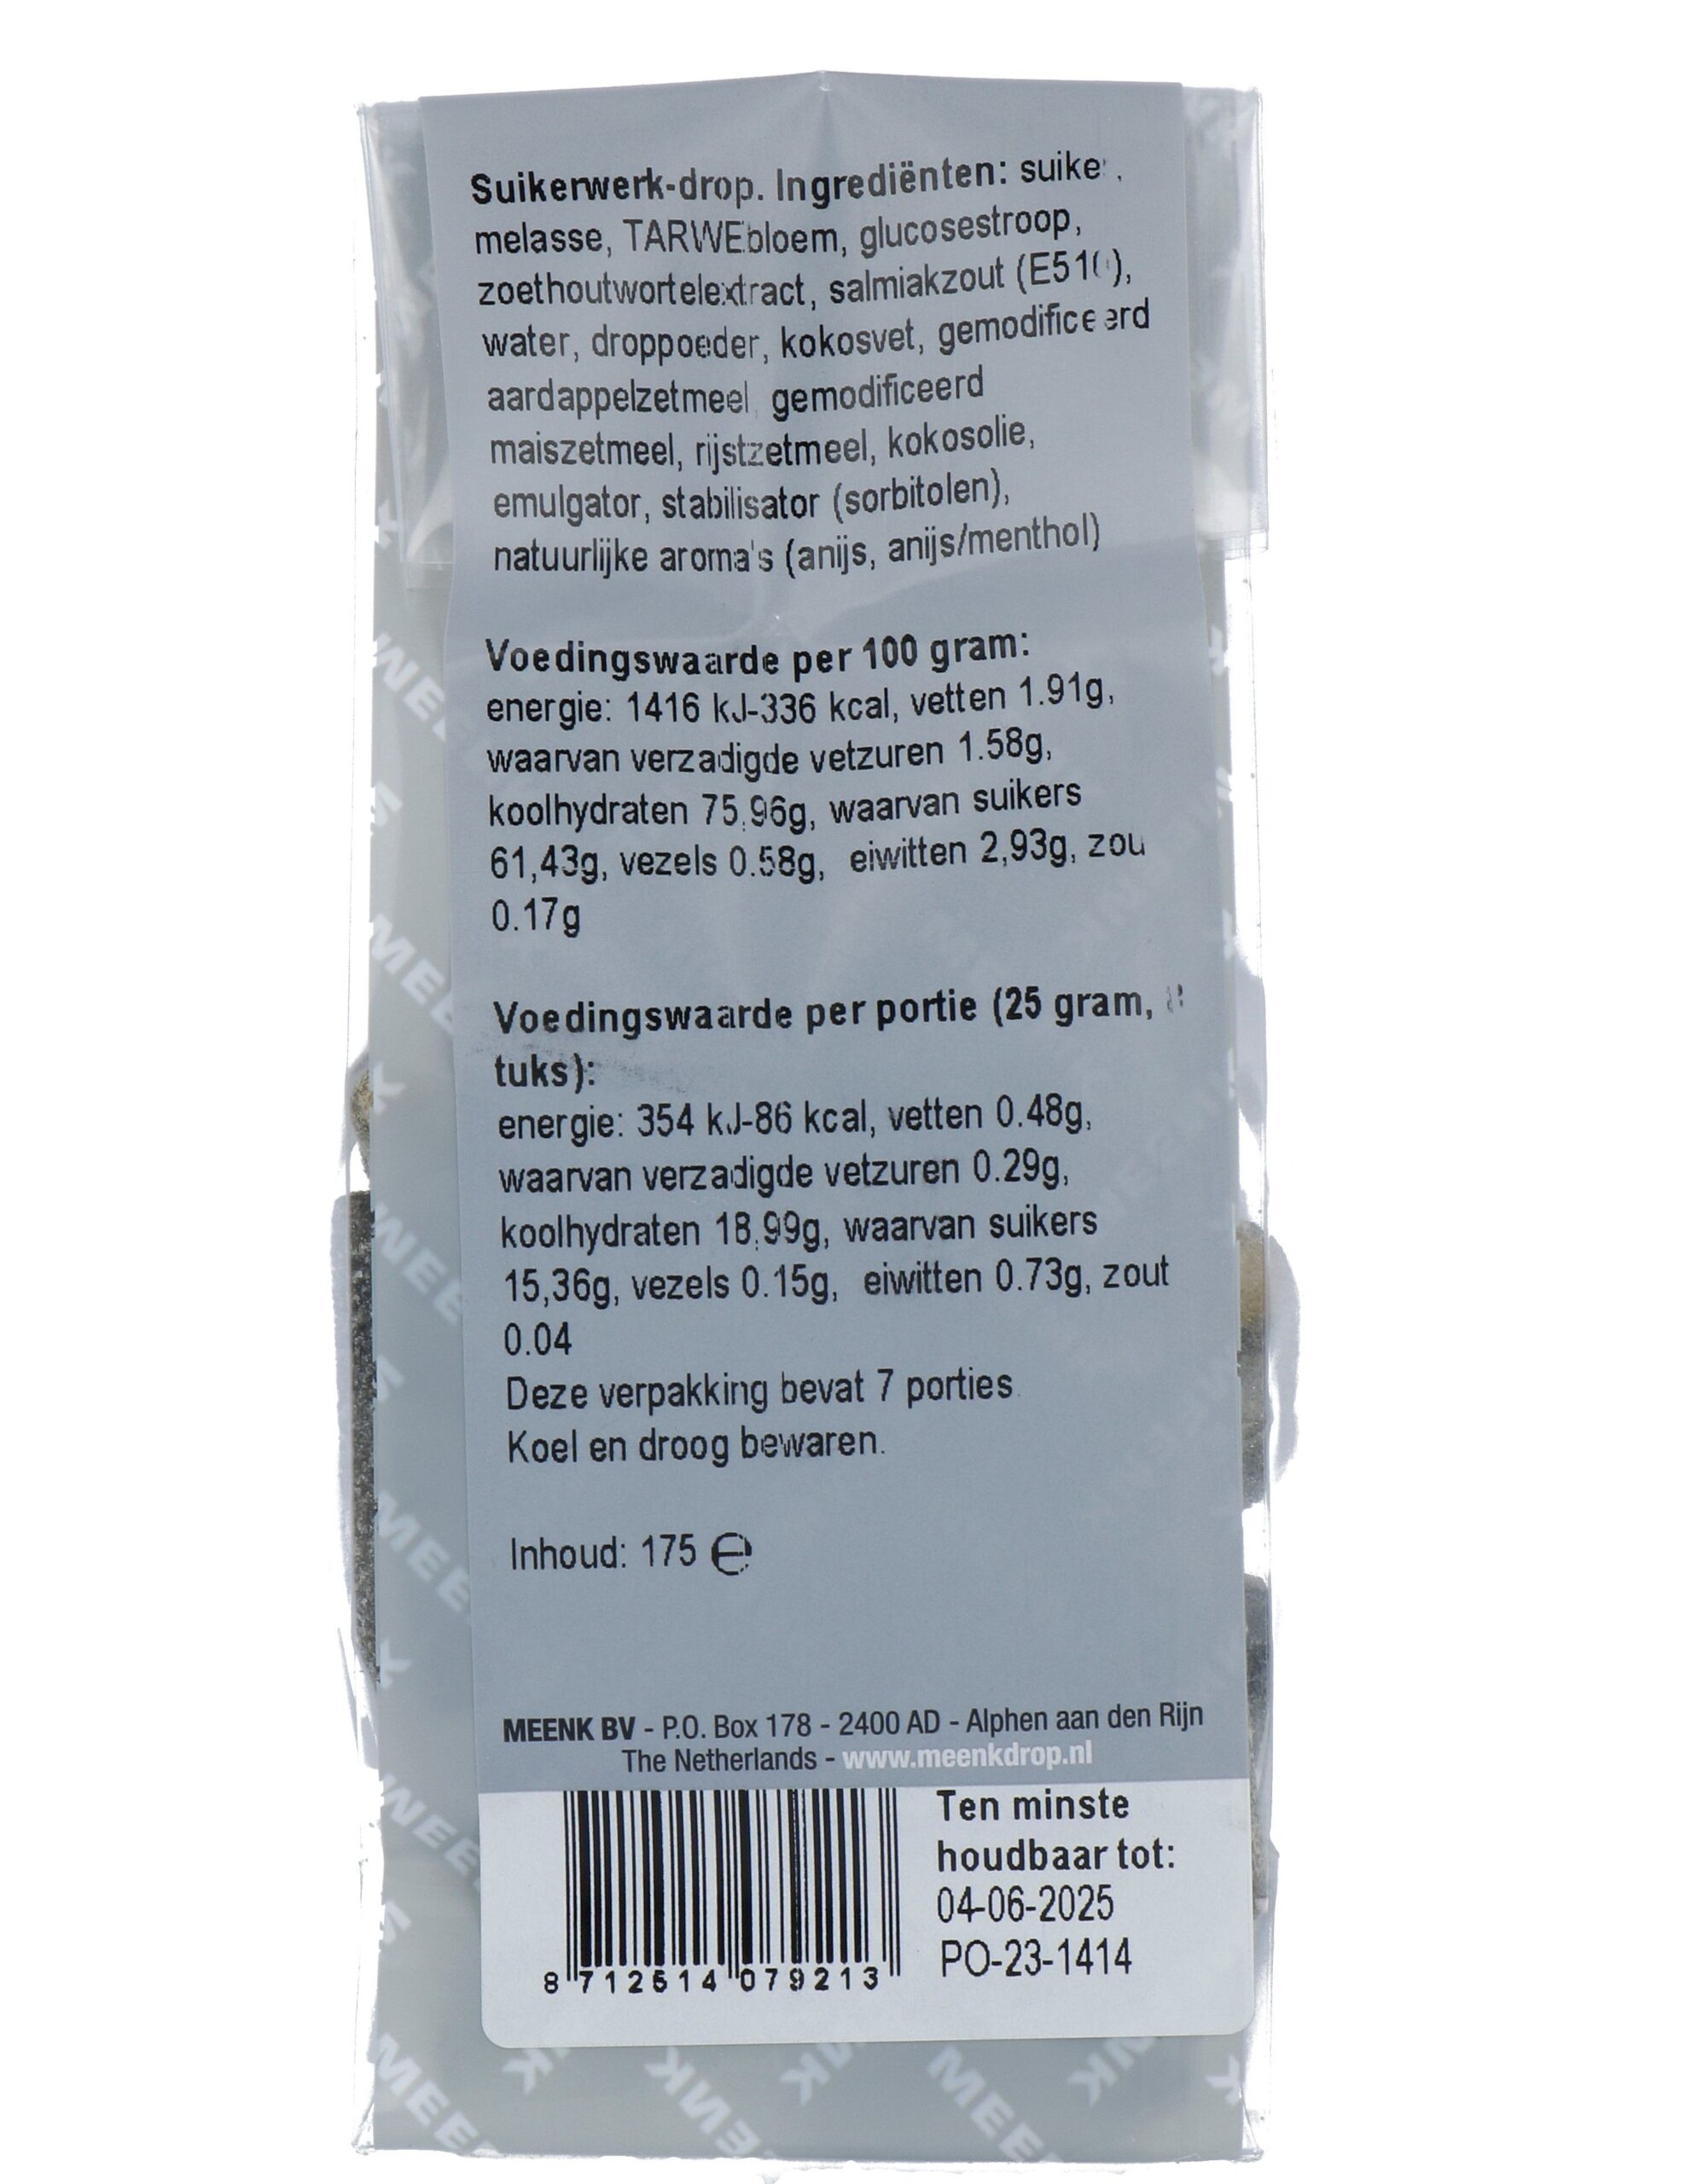 Suikerwerk-drop. Ingrediënten: suike,
melasse, TARWEbloem, glucosestroop,
zoethoutwortelextract, salmiakzout (E510),
water, droppoeder, kokosvet, gemodificeerd
aardappelzetmeel, gemodificeerd
maiszetmeel, rijstzetmeel, kokosolie,
emulgator, stabilisator (sorbitolen),
natuurlijke aroma's (anijs, anijs/menthol)
Voedingswaarde per 100 gram:
energie: 1416 kJ-336 kcal, vetten 1.91g,
waarvan verzadigde vetzuren 1.58g,
koolhydraten 75,96g, waarvan suikers
61,43g, vezels 0.58g, eiwitten 2,93g, zou
0.17g
Voedingswaarde per portie (25 gram,
tuks):
energie: 354 kJ-86 kcal, vetten 0.48g,
waarvan verzadigde vetzuren 0.29g,
koolhydraten 18,99g, waarvan suikers
15,36g, vezels 0.15g, eiwitten 0.73g, zout
0.04
Deze verpakking bevat 7 porties.
Koel en droog bewaren.
Inhoud: 175 ℮
MEENK BV - P.O. Box 178 - 2400 AD - Alphen aan den Rijn
The Netherlands - www.meenkdrop.nl
Ten minste
houdbaar tot:
04-06-2025
PO-23-1414
8 712514 079213
MEENK